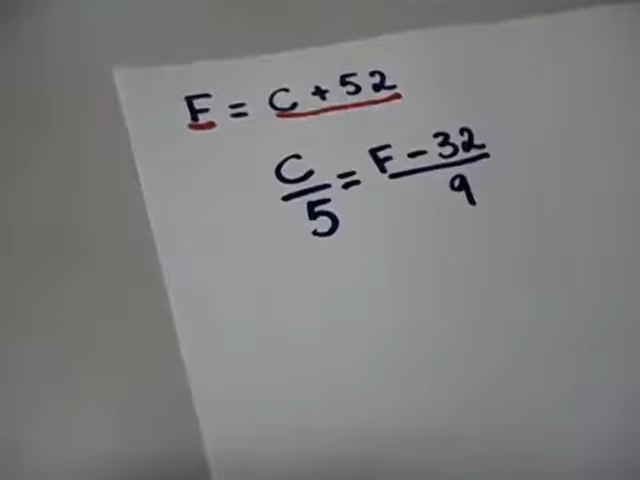 F = C + 52
C/5 = F - 32/9